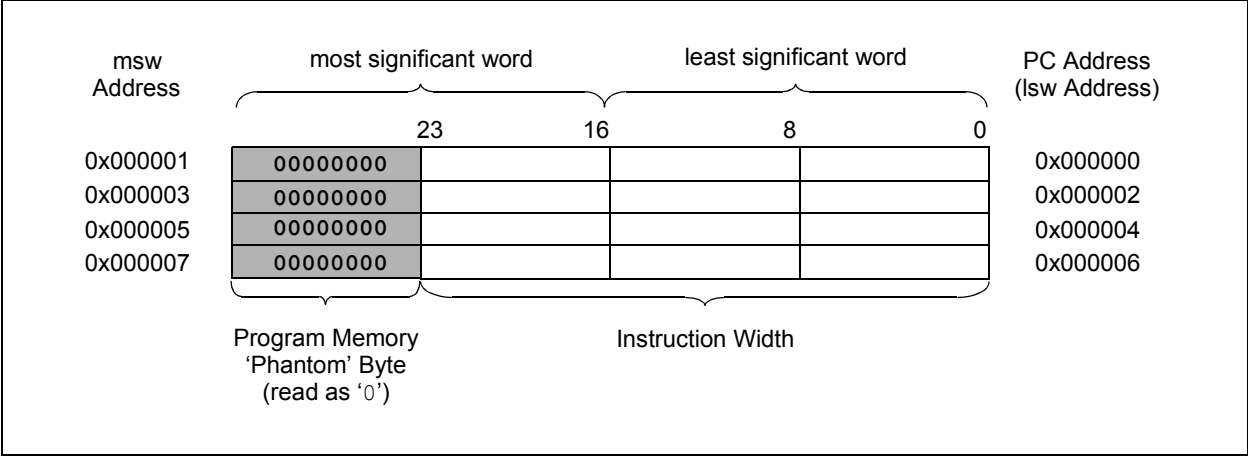 msw
Address
most significant word
least significant word
PC Address
(lsw Address)
23 16 8 0
0x000001 00000000 0x000000
0x000003 00000000 0x000002
0x000005 00000000 0x000004
0x000007 00000000 0x000006
Program Memory
‘Phantom’ Byte
(read as ‘0’)
Instruction Width